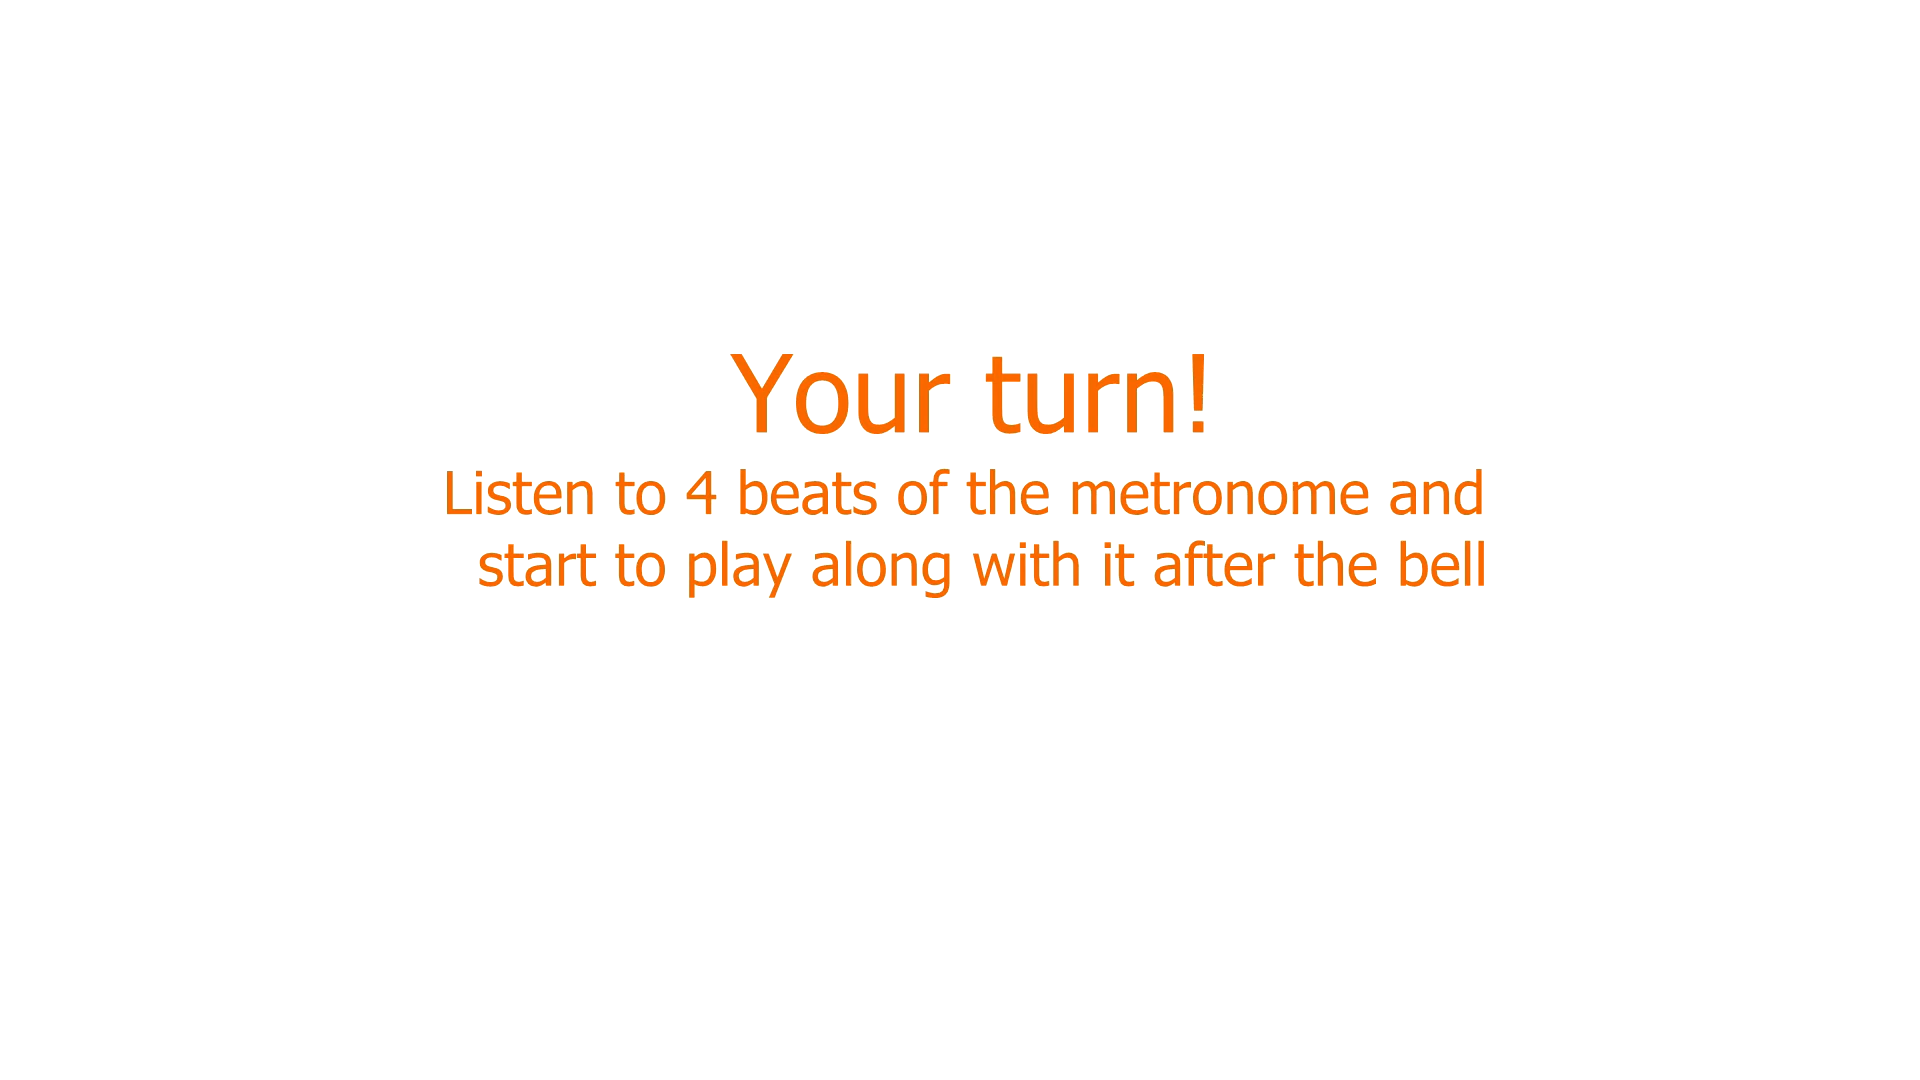 Your turn!
Listen to 4 beats of the metronome and
start to play along with it after the bell